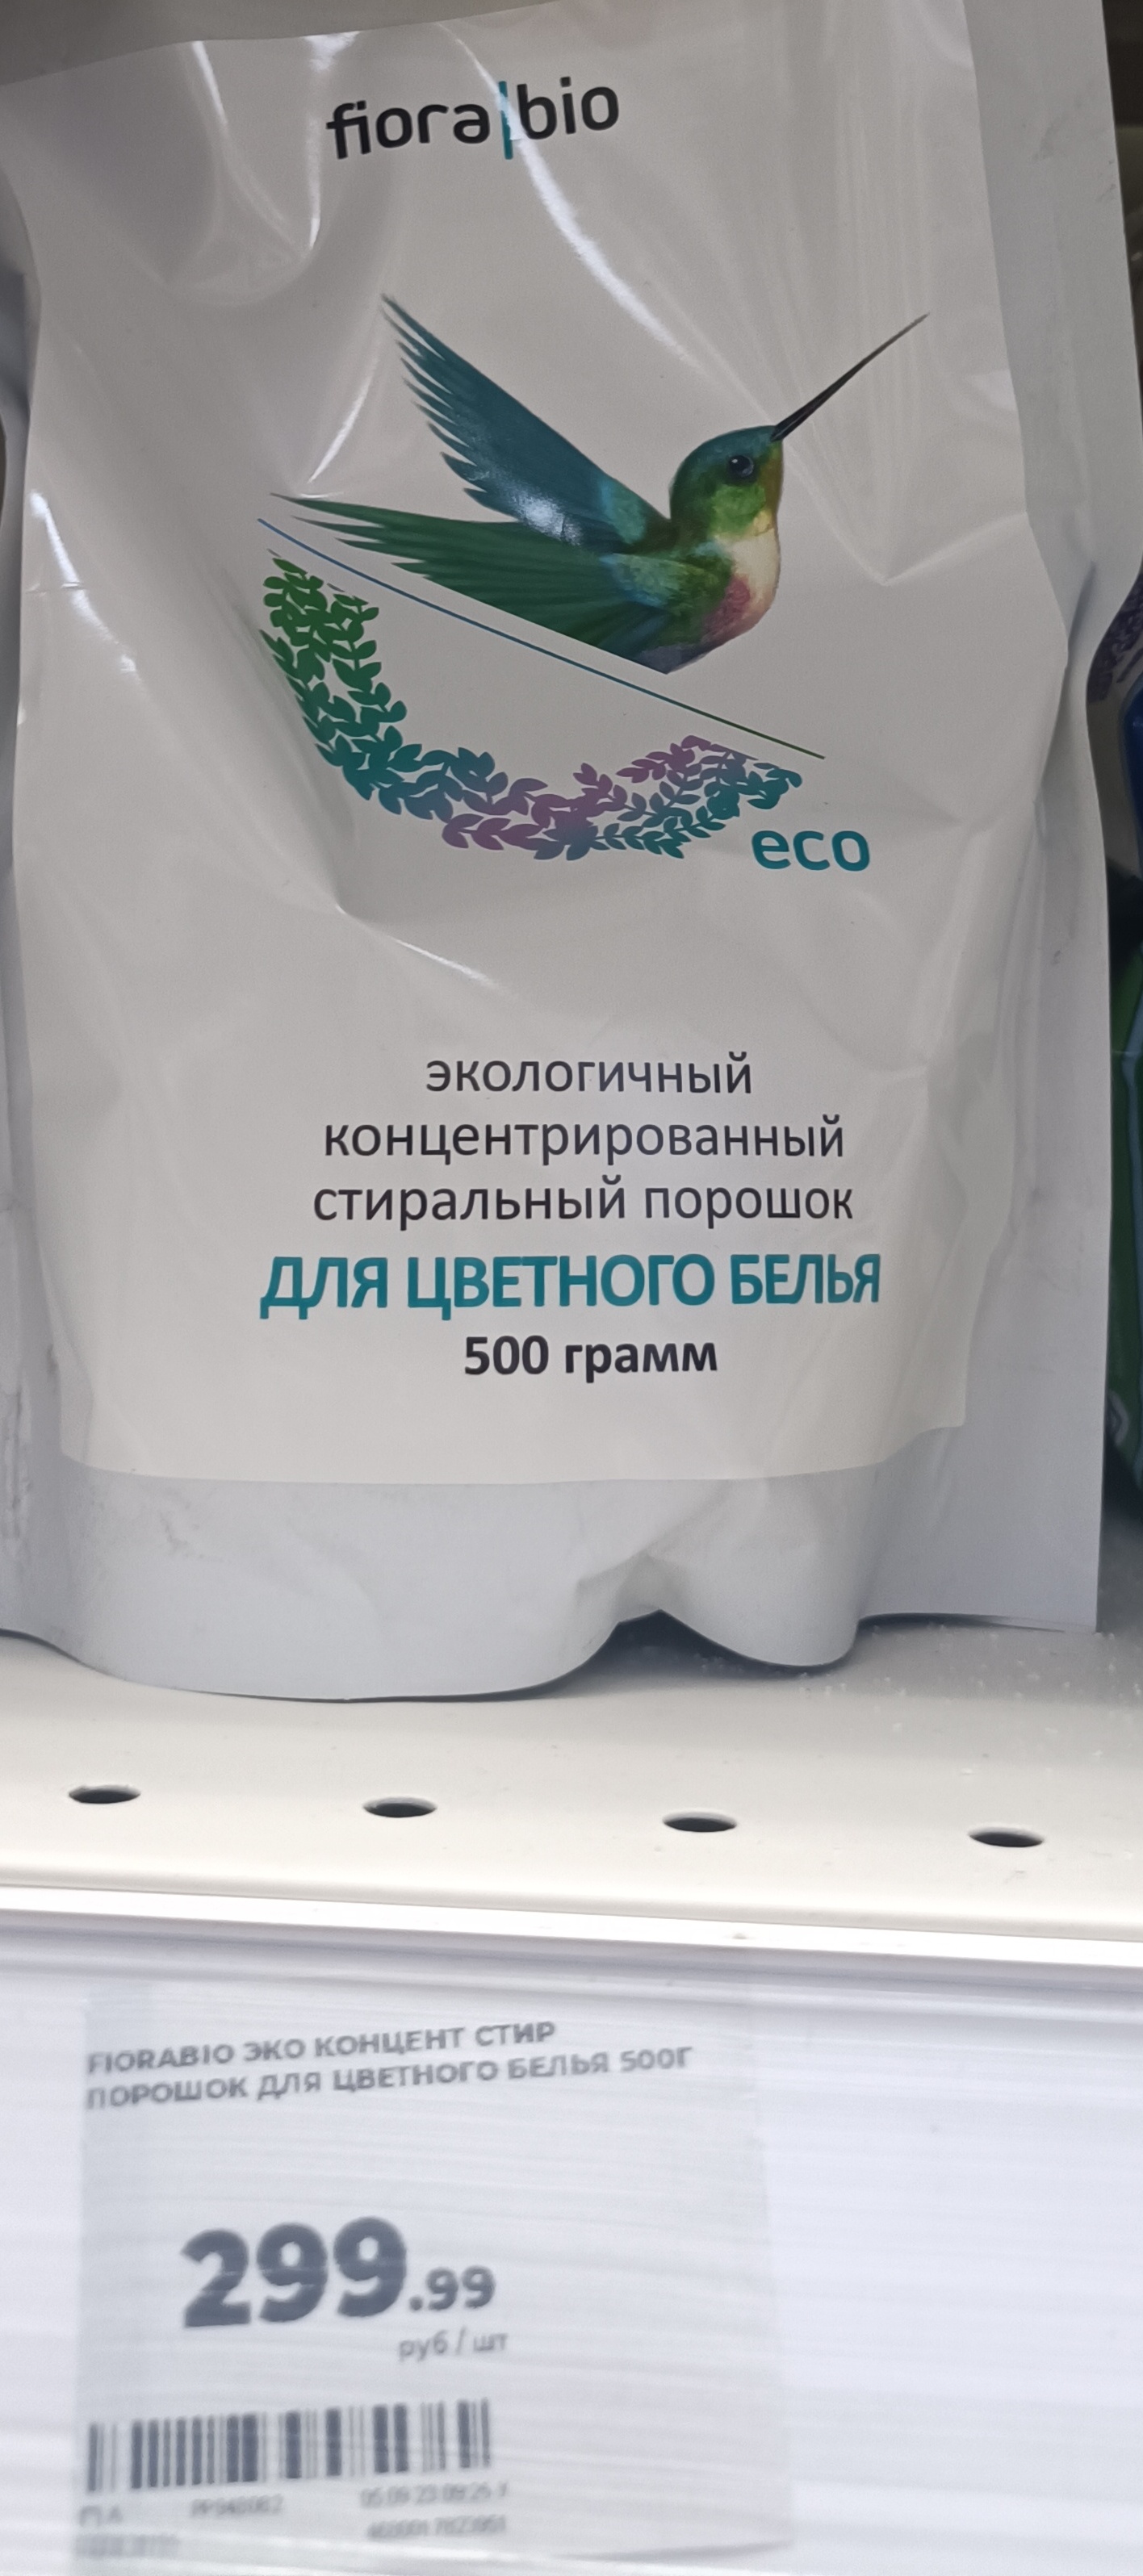 fiora|bio
eco
экологичный
концентрированный
стиральный порошок
ДЛЯ ЦВЕТНОГО БЕЛЬЯ
500 грамм
FIORABIO ЭКО КОНЦЕНТ СТИР
ПОРОШОК ДЛЯ ЦВЕТНОГО БЕЛЬЯ 500Г
299.99
руб / шт